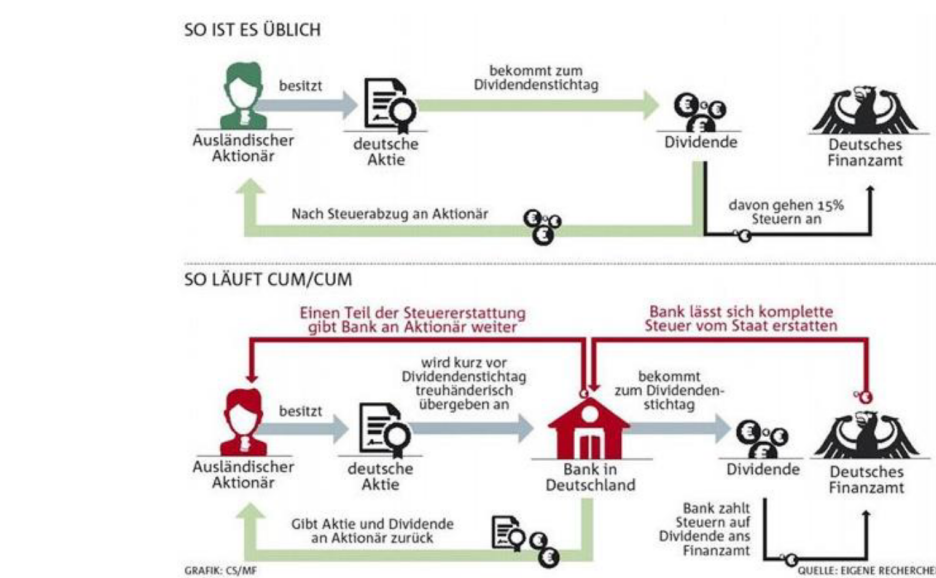 SO IST ES ÜBLICH
besitzt
bekommt zum
Dividendenstichtag
Ausländischer
Aktionär
deutsche
Aktie
Dividende
Deutsches
Finanzamt
Nach Steuerabzug an Aktionär
davon gehen 15%
Steuern an
SO LÄUFT CUM/CUM
Einen Teil der Steuererstattung
gibt Bank an Aktionär weiter
Bank lässt sich komplette
Steuer vom Staat erstatten
besitzt
wird kurz vor
Dividendenstichtag
treuhänderisch
übergeben an
bekommt
zum Dividenden-
stichtag
Ausländischer
Aktionär
deutsche
Aktie
Bank in
Deutschland
Dividende
Deutsches
Finanzamt
Gibt Aktie und Dividende
an Aktionär zurück
Bank zahlt
Steuern auf
Dividende ans
Finanzamt
GRAFIK: CS/MF
QUELLE: EIGENE RECHERCHE